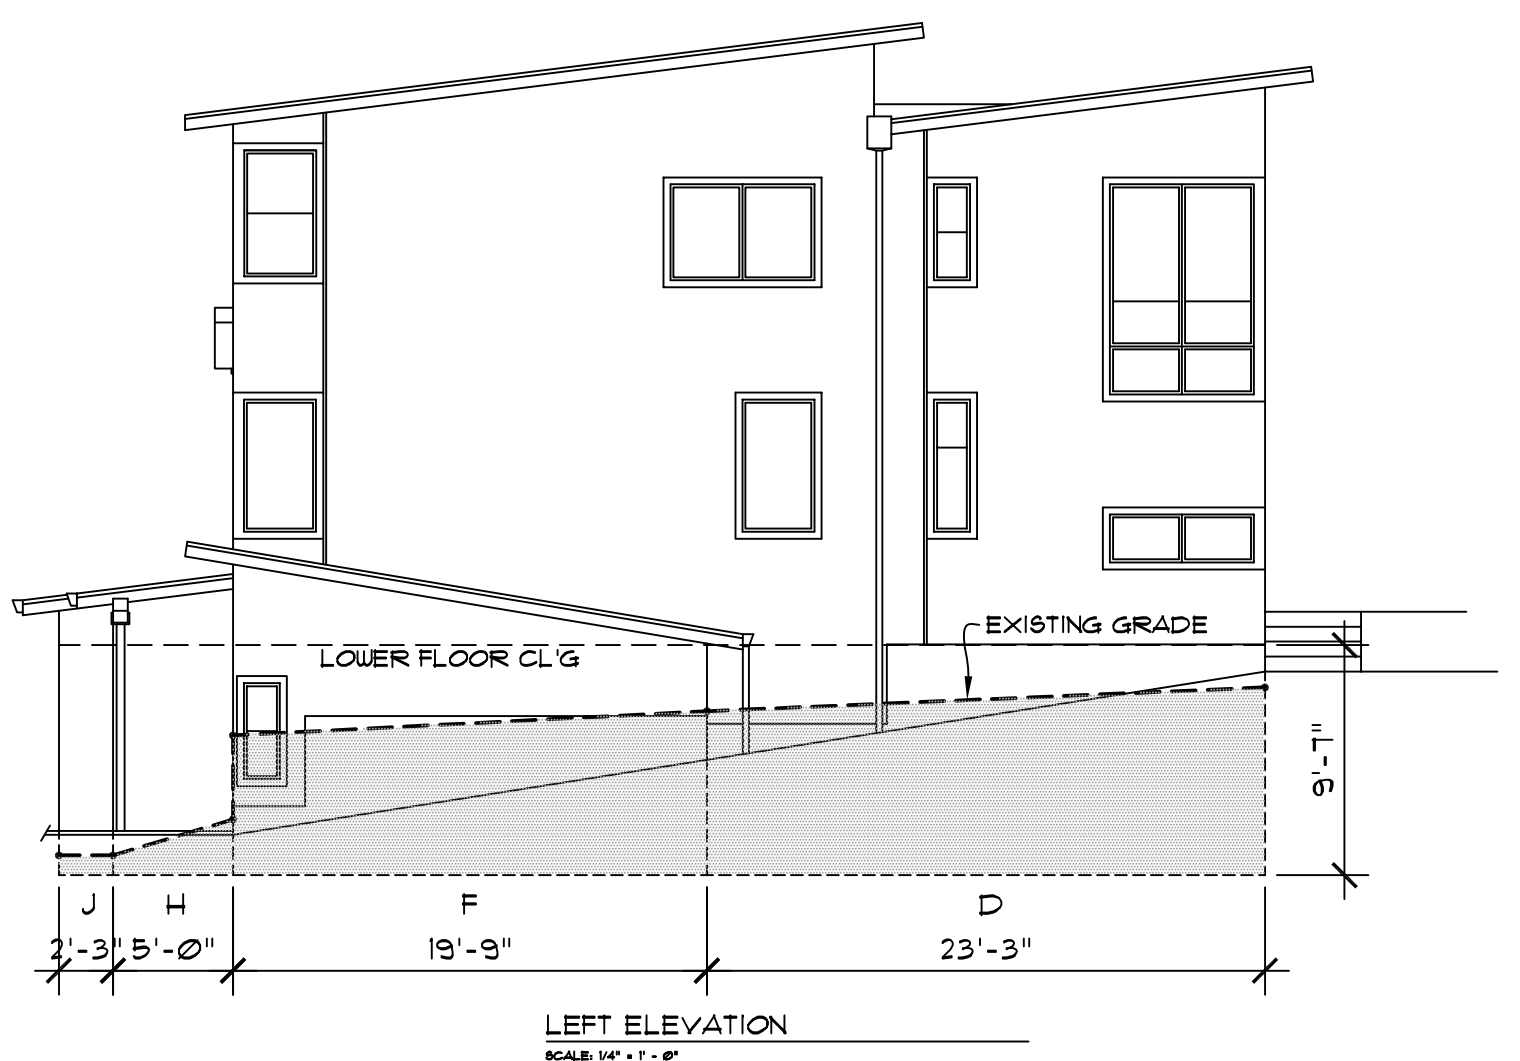 EXISTING GRADE
LOWER FLOOR CL'G
9'-7"
J H F D
2'-3" 5'-0" 19'-9" 23'-3"
LEFT ELEVATION
SCALE: 1/4" = 1' - 0"